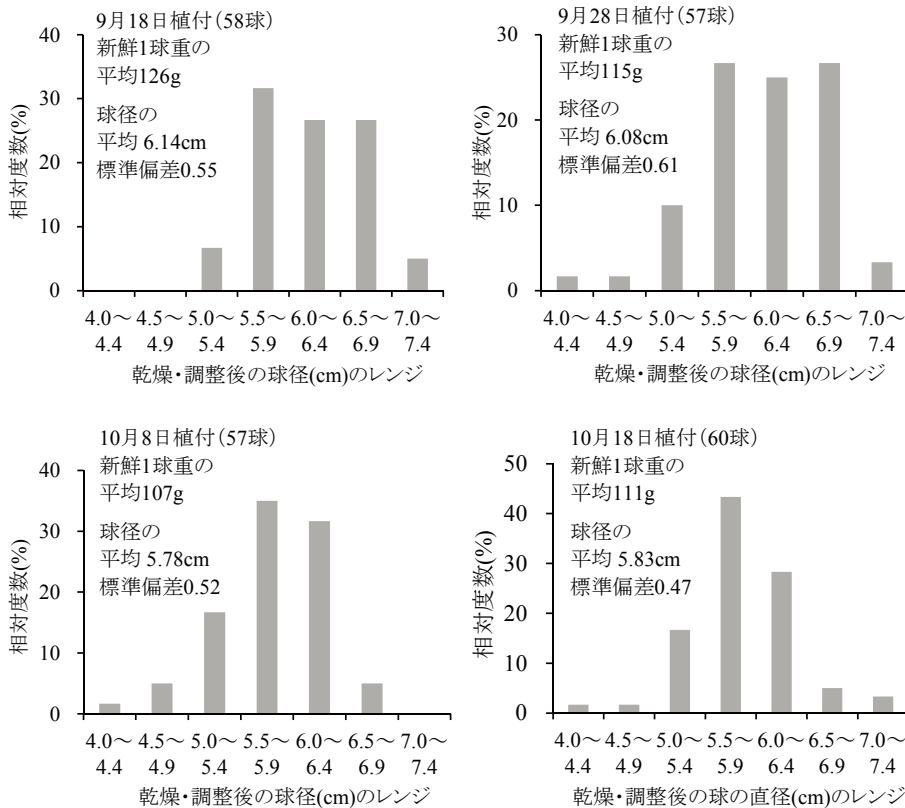 9月18日植付(58球)
新鮮1球重の
平均126g
球径の
平均 6.14cm
標準偏差0.55
相対度数(%)
40
30
20
10
0
4.0～ 4.5～ 5.0～ 5.5～ 6.0～ 6.5～ 7.0～
4.4 4.9 5.4 5.9 6.4 6.9 7.4
乾燥・調整後の球径(cm)のレンジ
9月28日植付(57球)
新鮮1球重の
平均115g
球径の
平均 6.08cm
標準偏差0.61
相対度数(%)
30
20
10
0
4.0～ 4.5～ 5.0～ 5.5～ 6.0～ 6.5～ 7.0～
4.4 4.9 5.4 5.9 6.4 6.9 7.4
乾燥・調整後の球径(cm)のレンジ
10月8日植付(57球)
新鮮1球重の
平均107g
球径の
平均 5.78cm
標準偏差0.52
相対度数(%)
40
30
20
10
0
4.0～ 4.5～ 5.0～ 5.5～ 6.0～ 6.5～ 7.0～
4.4 4.9 5.4 5.9 6.4 6.9 7.4
乾燥・調整後の球径(cm)のレンジ
10月18日植付(60球)
新鮮1球重の
平均111g
球径の
平均 5.83cm
標準偏差0.47
相対度数(%)
50
40
30
20
10
0
4.0～ 4.5～ 5.0～ 5.5～ 6.0～ 6.5～ 7.0～
4.4 4.9 5.4 5.9 6.4 6.9 7.4
乾燥・調整後の球の直径(cm)のレンジ